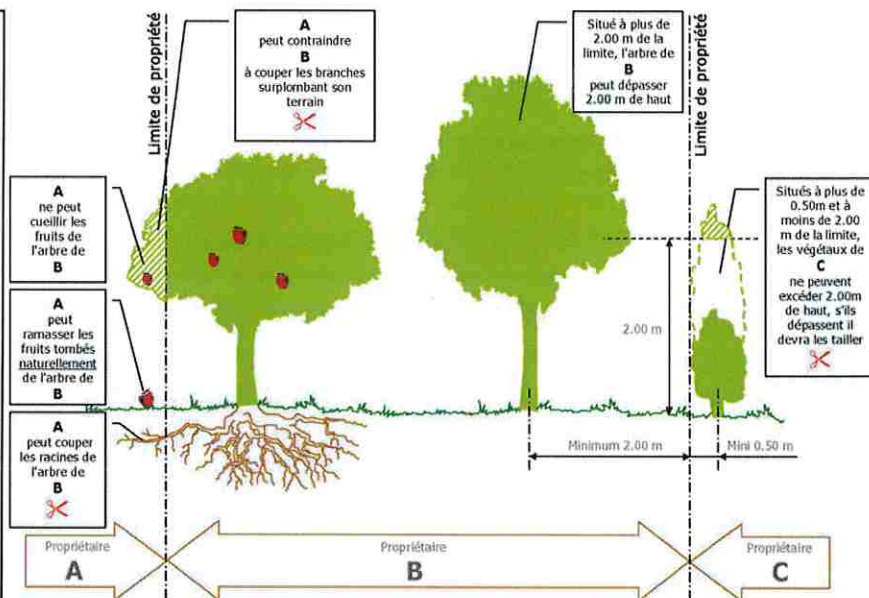 Limite de propriété
A
peut contraindre
B
à couper les branches
surplombant son
terrain
Situé à plus de
2.00 m de la
limite, l'arbre de
B
peut dépasser
2.00 m de haut
Limite de propriété
A
ne peut
cueillir les
fruits de
l'arbre de
B
Situés à plus de
0.50m et à
moins de 2.00
m de la limite,
les végétaux de
C
ne peuvent
excéder 2.00m
de haut, s'ils
dépassent il
devra les tailler
A
peut
ramasser les
fruits tombés
naturellement
de l'arbre de
B
2.00 m
A
peut couper
les racines de
l'arbre de
B
Minimum 2.00 m
Mini 0.50 m
Propriétaire
A
Propriétaire
B
Propriétaire
C